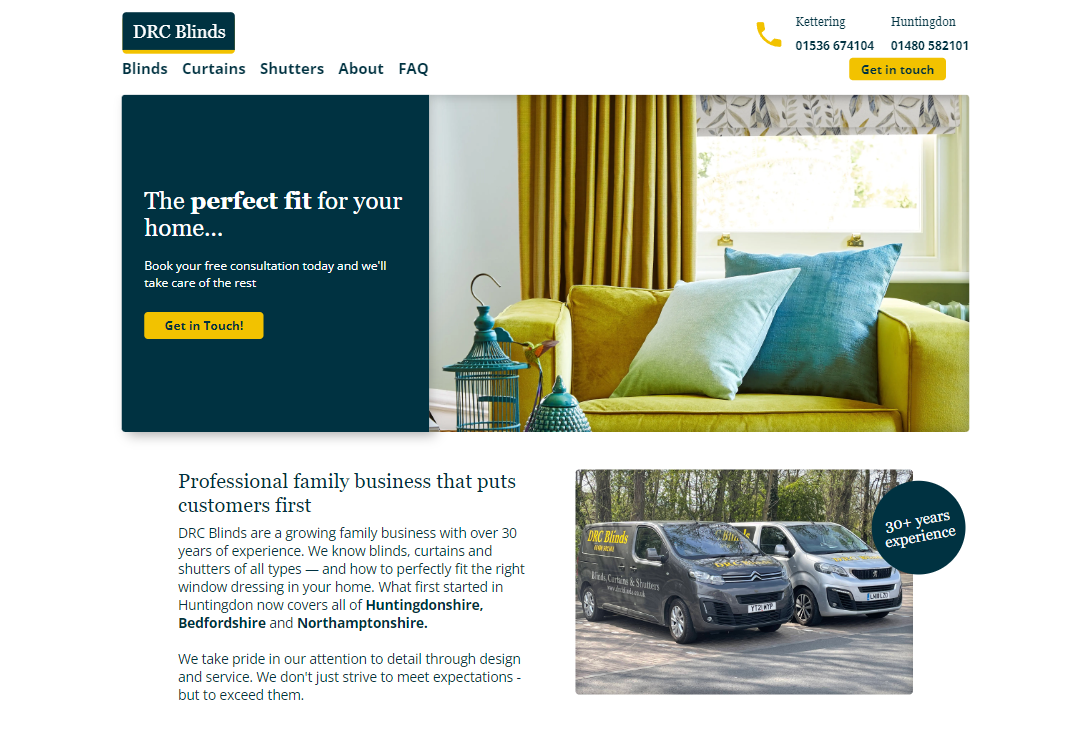 DRC Blinds
Kettering
01536 674104
Huntingdon
01480 582101
Blinds Curtains Shutters About FAQ
Get in touch
The perfect fit for your
home...
Book your free consultation today and we'll
take care of the rest
Get in Touch!
Professional family business that puts
customers first
DRC Blinds are a growing family business with over 30
years of experience. We know blinds, curtains and
shutters of all types — and how to perfectly fit the right
window dressing in your home. What first started in
Huntingdon now covers all of Huntingdonshire,
Bedfordshire and Northamptonshire.
We take pride in our attention to detail through design
and service. We don't just strive to meet expectations -
but to exceed them.
30+ years
experience
DRC Blinds
Blinds, Curtains & Shutters
www.drcblinds.co.uk
YT21 WYP